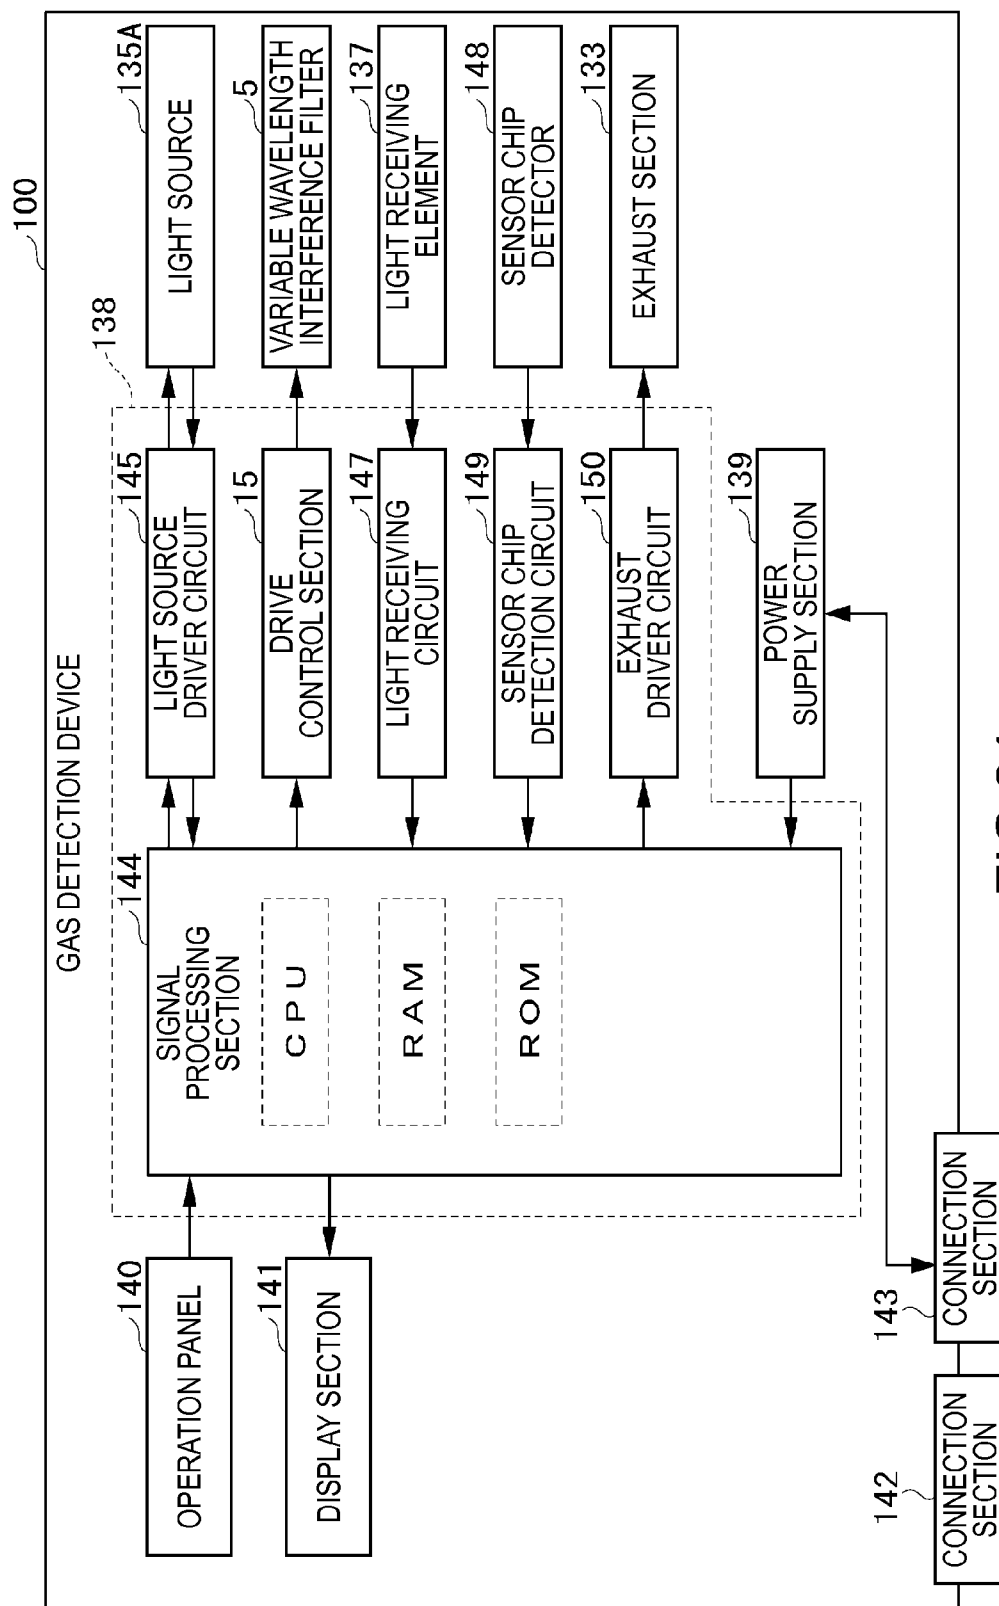 100
GAS DETECTION DEVICE
138
140
OPERATION PANEL
141
DISPLAY SECTION
144
SIGNAL
PROCESSING
SECTION
CPU
RAM
ROM
145
LIGHT SOURCE
DRIVER CIRCUIT
15
DRIVE
CONTROL SECTION
147
LIGHT RECEIVING
CIRCUIT
149
SENSOR CHIP
DETECTION CIRCUIT
150
EXHAUST
DRIVER CIRCUIT
139
POWER
SUPPLY SECTION
135A
LIGHT SOURCE
5
VARIABLE WAVELENGTH
INTERFERENCE FILTER
137
LIGHT RECEIVING
ELEMENT
148
SENSOR CHIP
DETECTOR
133
EXHAUST SECTION
142
CONNECTION
SECTION
143
CONNECTION
SECTION